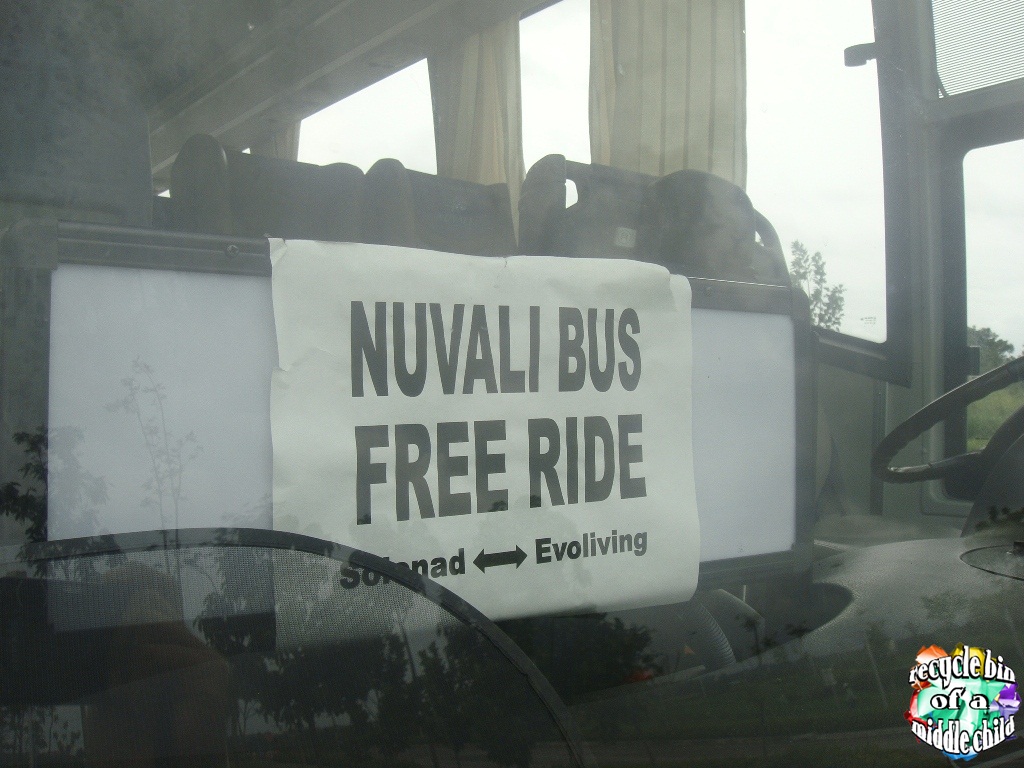 NUVALI BUS
FREE RIDE
Solenad ↔ Evoliving
recycle bin
of a
middle child